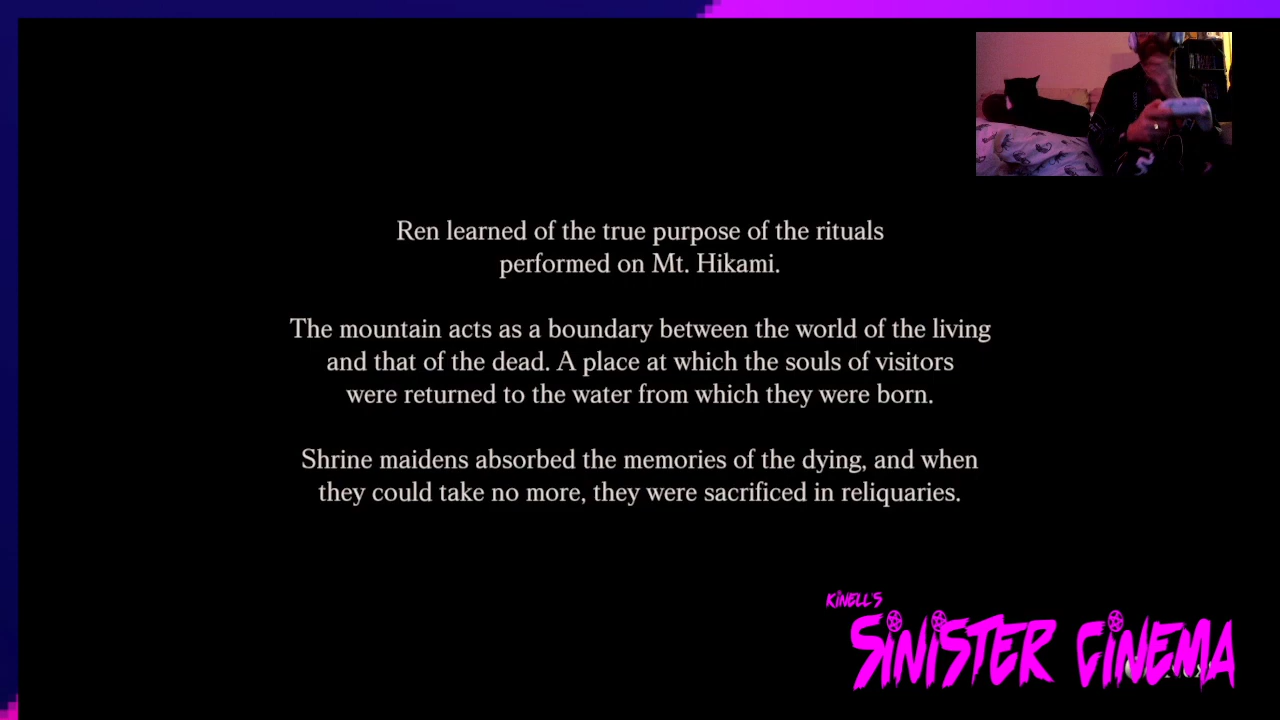 Ren learned of the true purpose of the rituals
performed on Mt. Hikami.
The mountain acts as a boundary between the world of the living
and that of the dead. A place at which the souls of visitors
were returned to the water from which they were born.
Shrine maidens absorbed the memories of the dying, and when
they could take no more, they were sacrificed in reliquaries.
KINELL'S
SINISTER CINEMA